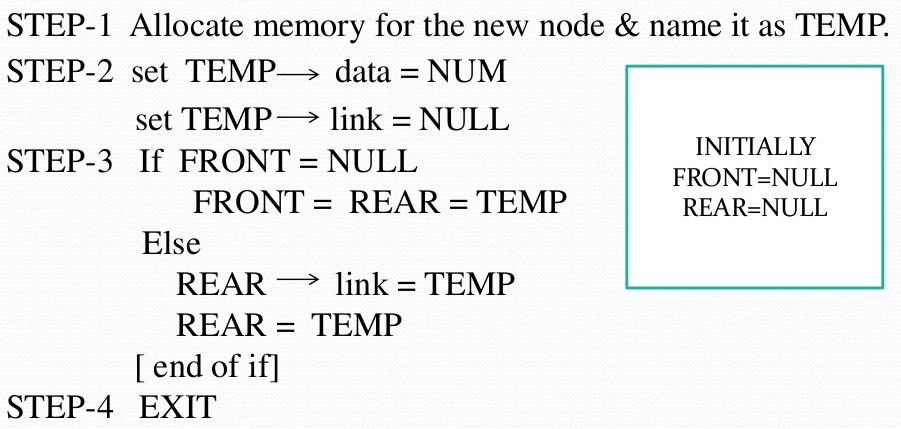 STEP-1 Allocate memory for the new node & name it as TEMP.
STEP-2 set TEMP⟶ data = NUM
set TEMP⟶ link = NULL
STEP-3 If FRONT = NULL
FRONT = REAR = TEMP
Else
REAR ⟶ link = TEMP
REAR = TEMP
[ end of if]
STEP-4 EXIT
INITIALLY
FRONT=NULL
REAR=NULL